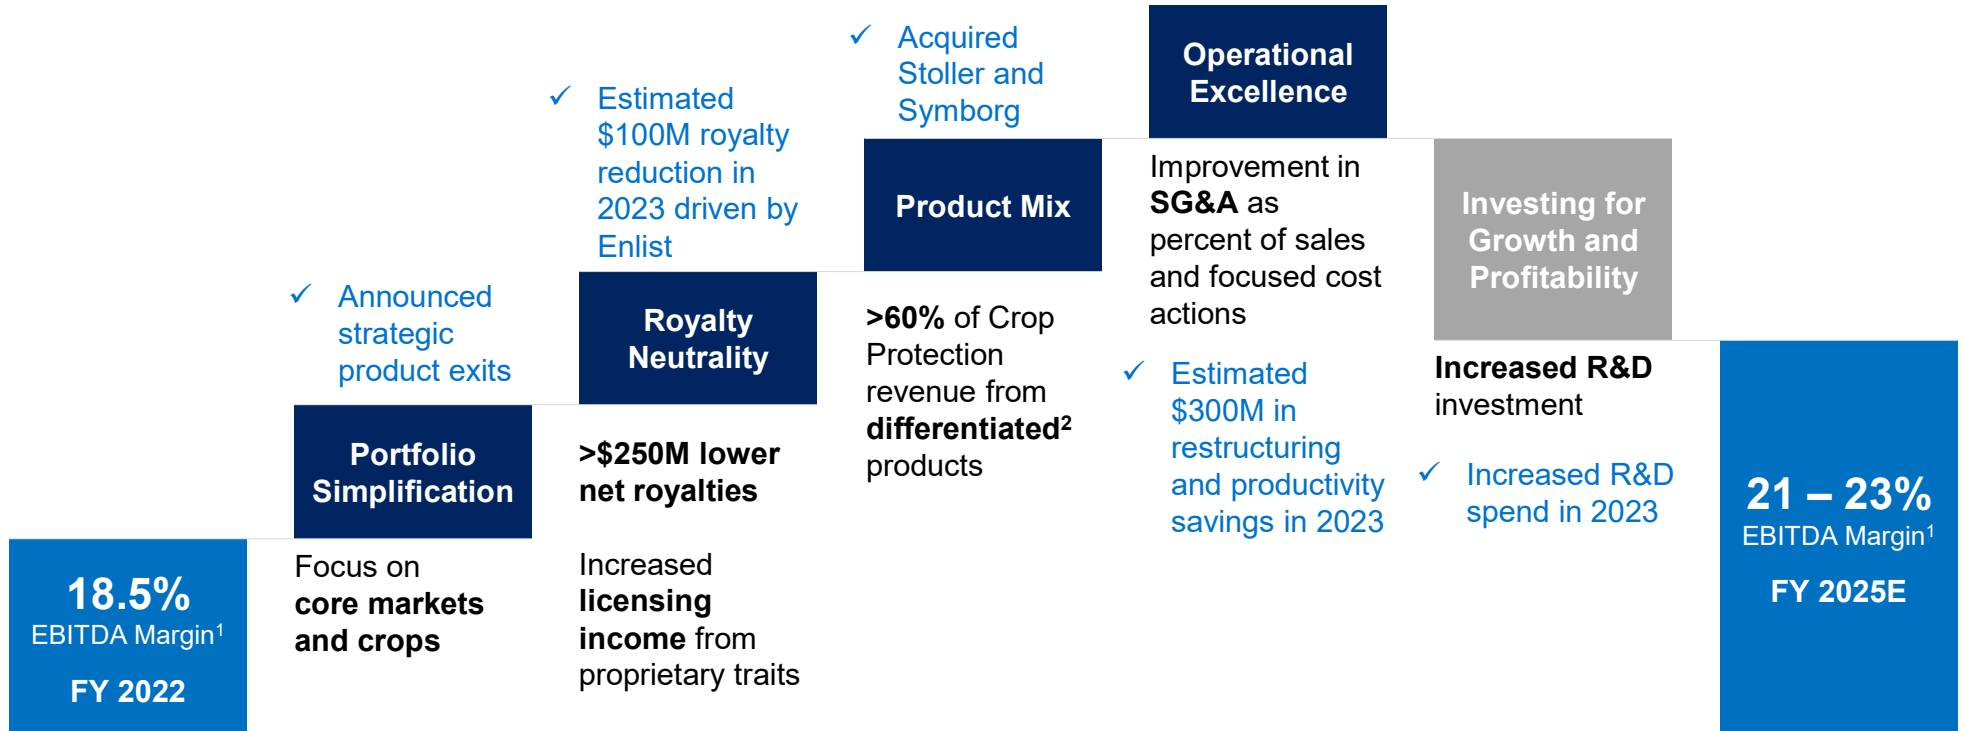 18.5%
EBITDA Margin¹
FY 2022
✓ Announced
strategic
product exits
Portfolio
Simplification
Focus on
core markets
and crops
✓ Estimated
$100M royalty
reduction in
2023 driven by
Enlist
Royalty
Neutrality
>$250M lower
net royalties
Increased
licensing
income from
proprietary traits
✓ Acquired
Stoller and
Symborg
Product Mix
>60% of Crop
Protection
revenue from
differentiated²
products
Operational
Excellence
Improvement in
SG&A as
percent of sales
and focused cost
actions
✓ Estimated
$300M in
restructuring
and productivity
savings in 2023
Investing for
Growth and
Profitability
Increased R&D
investment
✓ Increased R&D
spend in 2023
21 – 23%
EBITDA Margin¹
FY 2025E